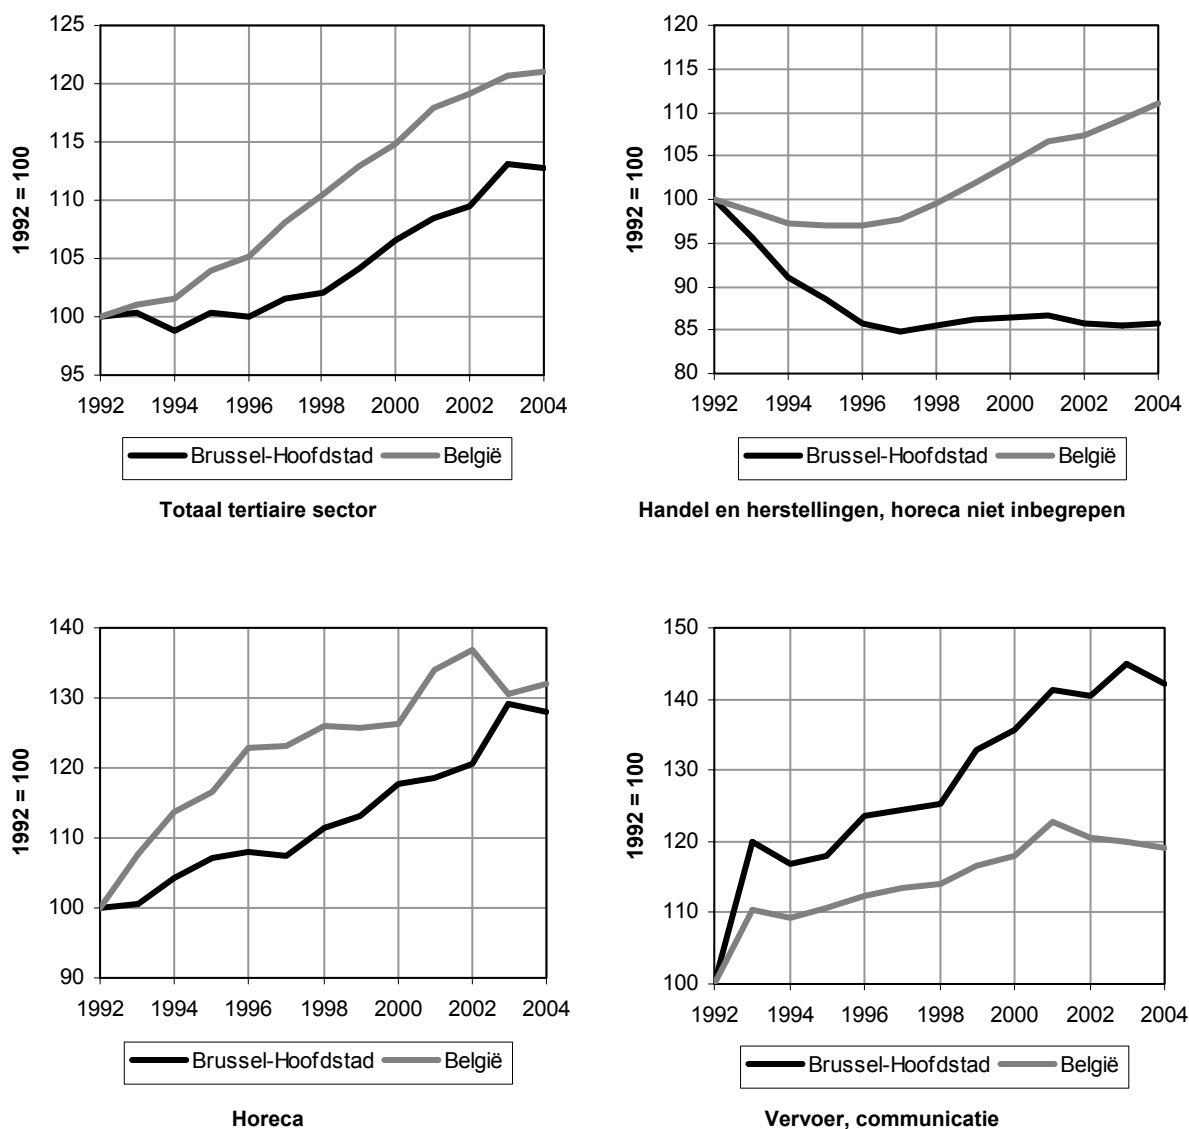 125
120
115
110
105
100
95
1992 = 100
1992 1994 1996 1998 2000 2002 2004
Brussel-Hoofdstad België
Totaal tertiaire sector
120
115
110
105
100
95
90
85
80
1992 = 100
1992 1994 1996 1998 2000 2002 2004
Brussel-Hoofdstad België
Handel en herstellingen, horeca niet inbegrepen
140
130
120
110
100
90
1992 = 100
1992 1994 1996 1998 2000 2002 2004
Brussel-Hoofdstad België
Horeca
150
140
130
120
110
100
1992 = 100
1992 1994 1996 1998 2000 2002 2004
Brussel-Hoofdstad België
Vervoer, communicatie